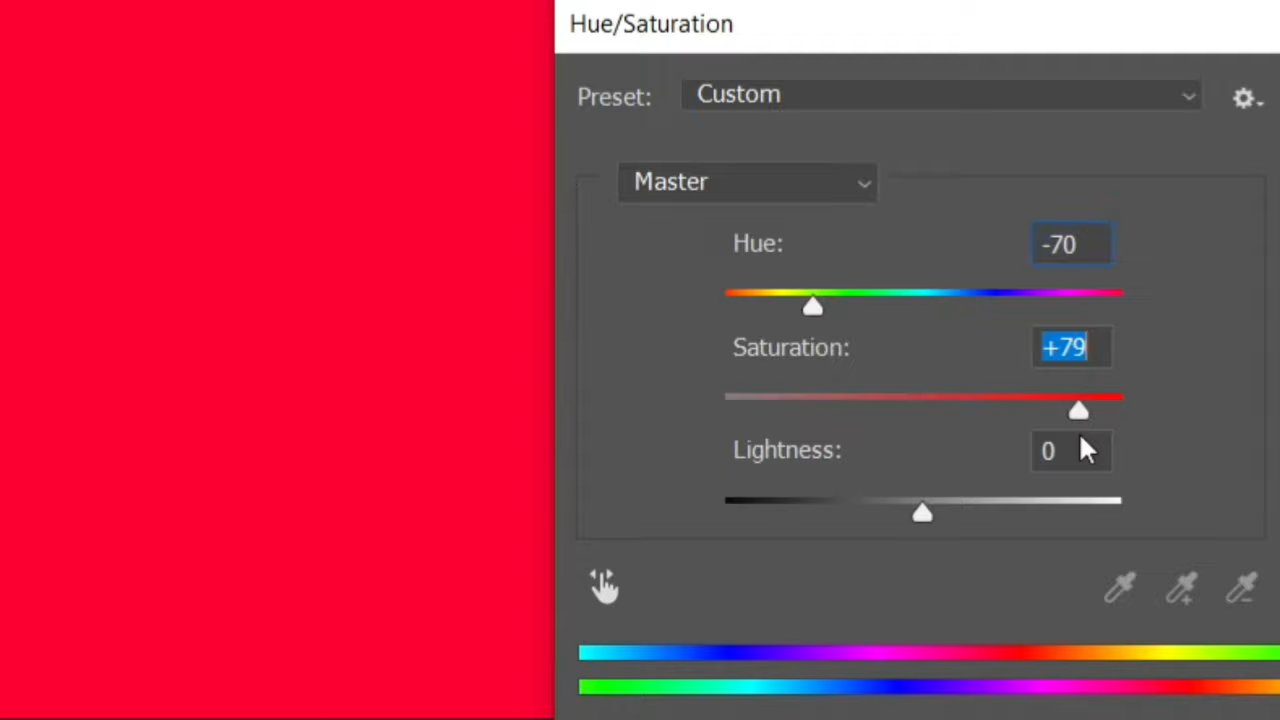 Hue/Saturation
Preset: Custom
Master
Hue: -70
Saturation: +79
Lightness: 0